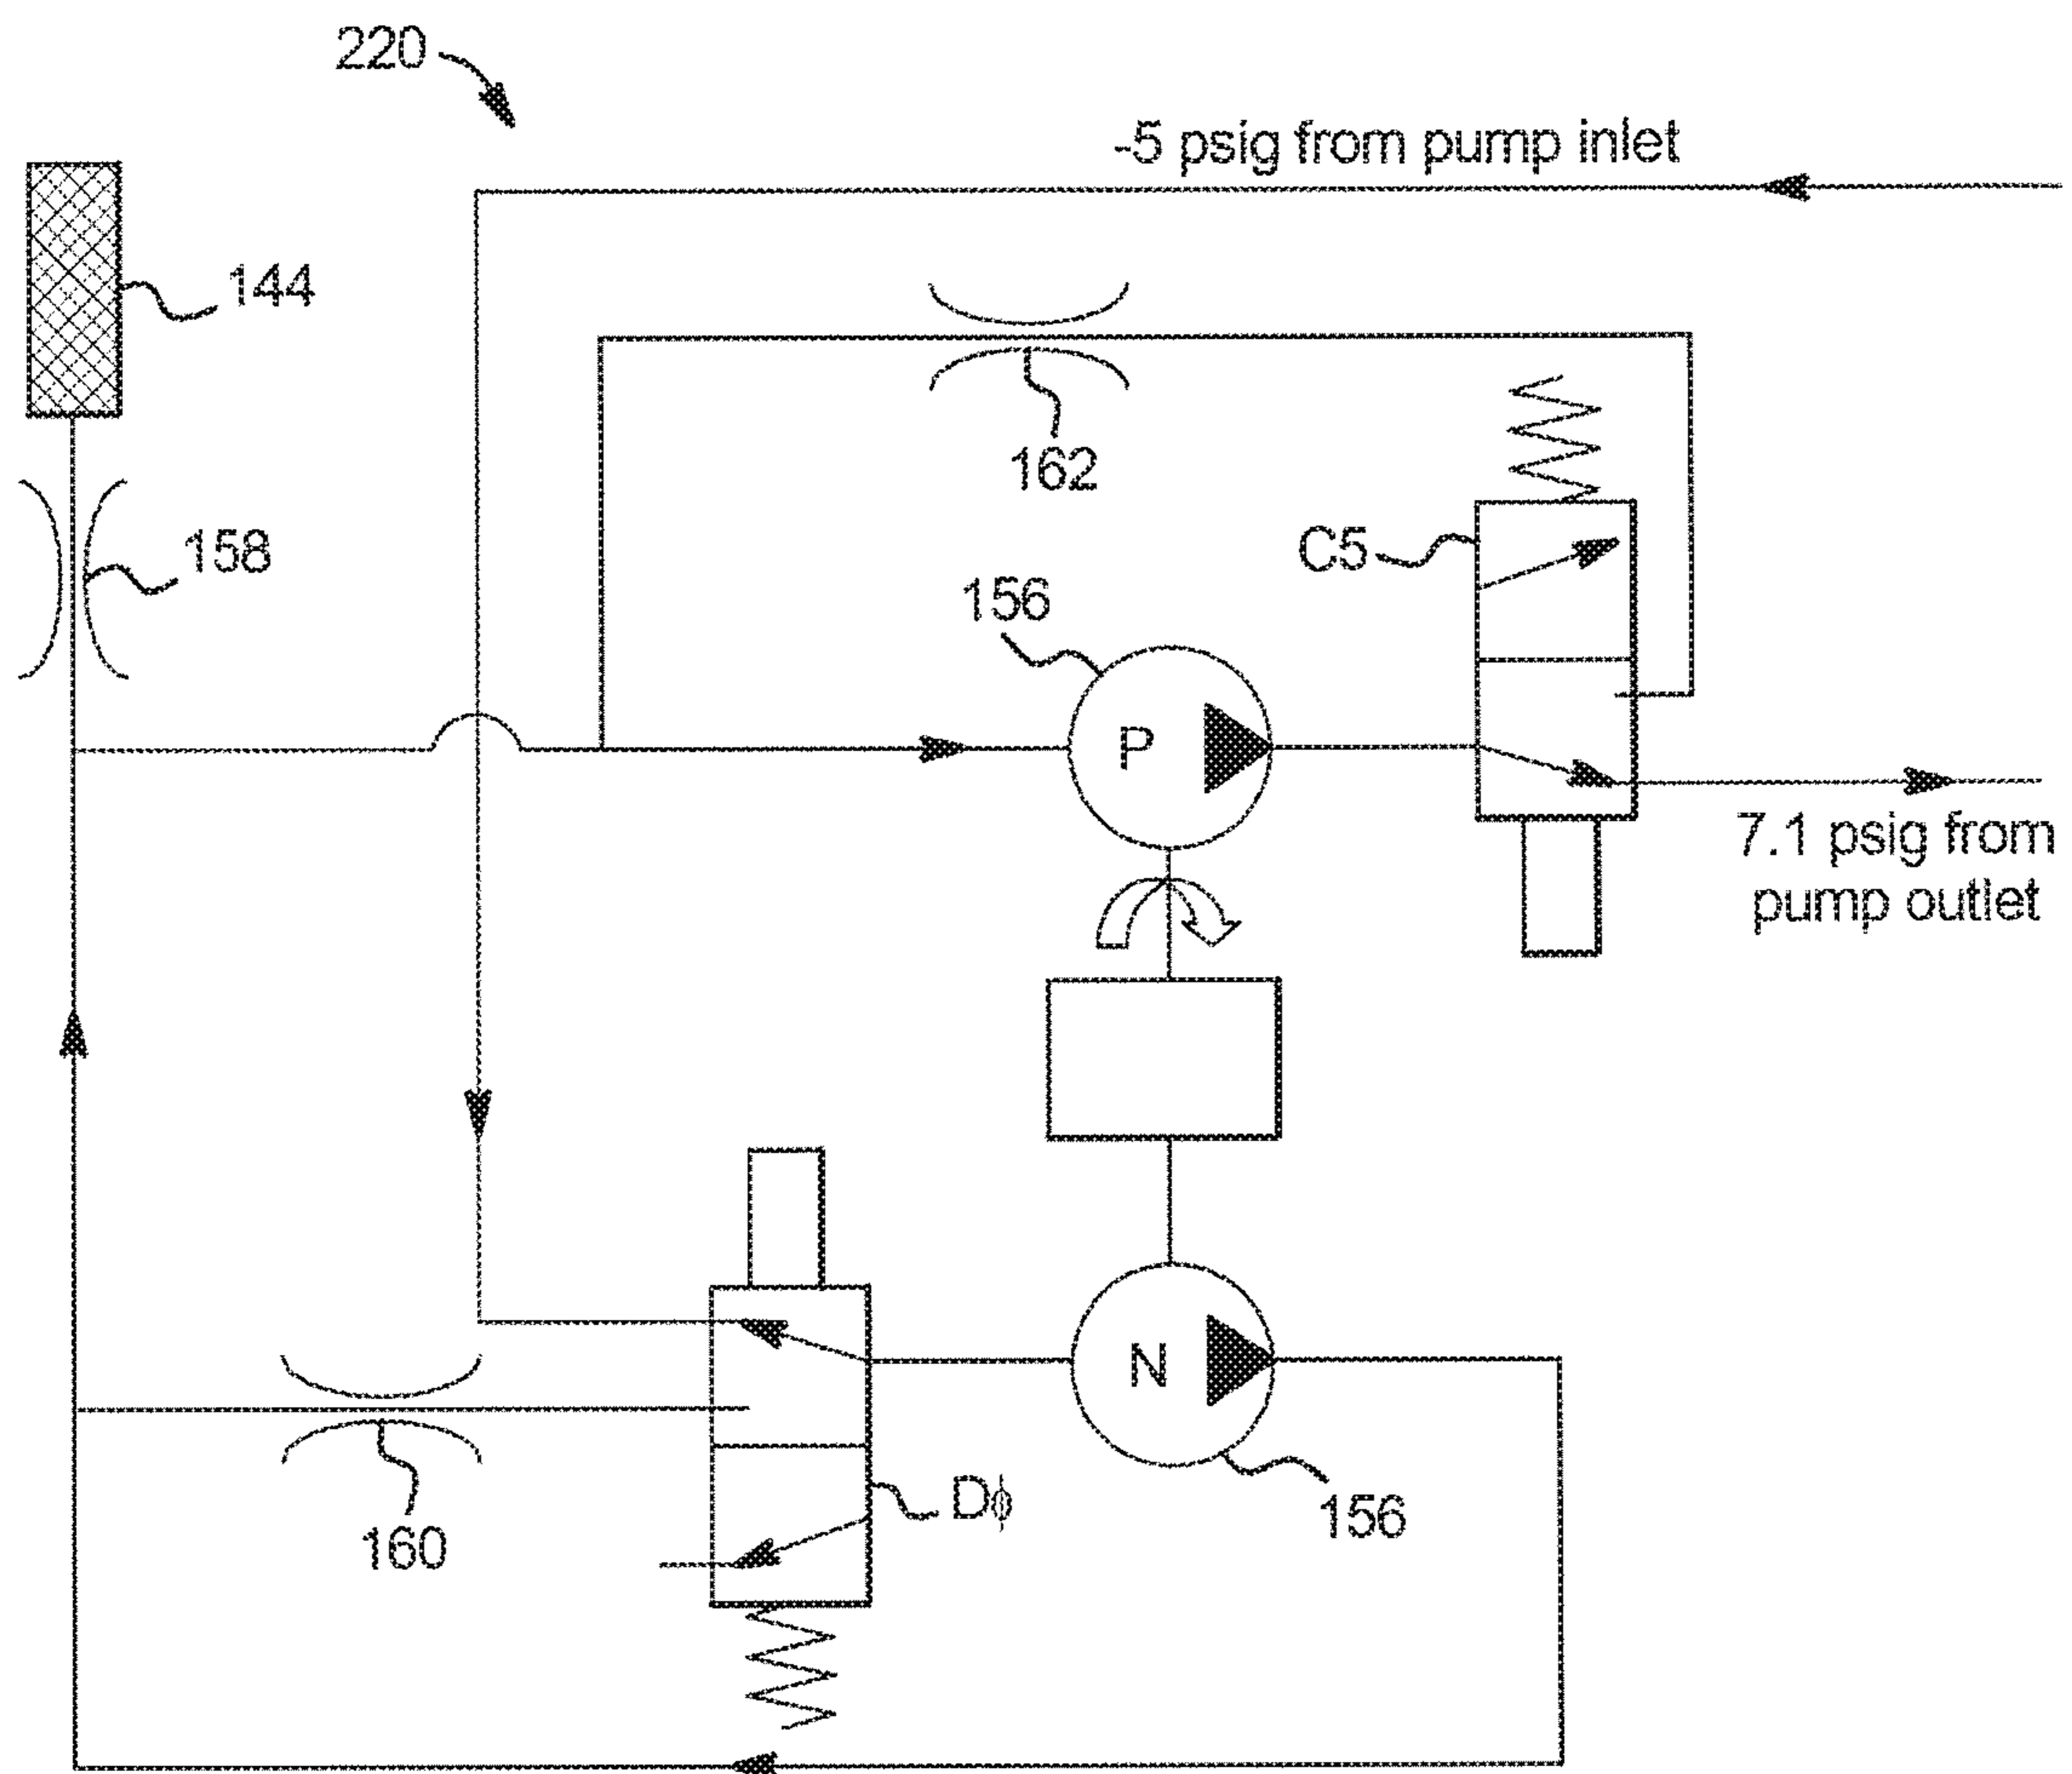 220
-5 psig from pump inlet
144
162
158
C5
156
P
7.1 psig from
pump outlet
N
Dϕ
156
160